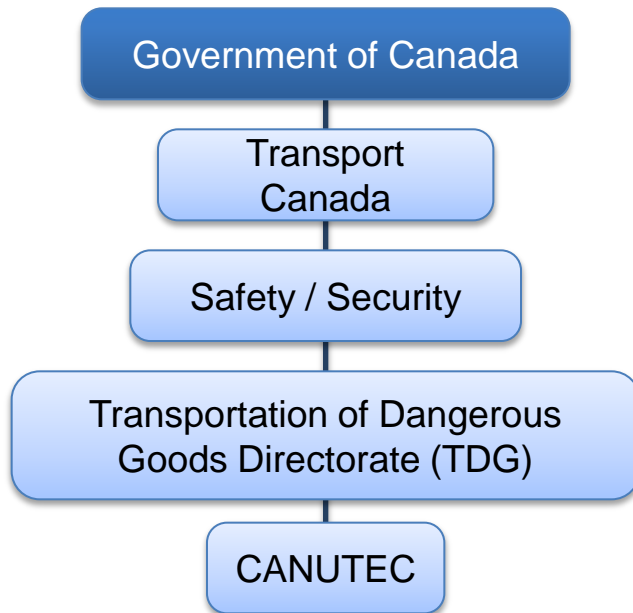 Government of Canada
Transport
Canada
Safety / Security
Transportation of Dangerous
Goods Directorate (TDG)
CANUTEC